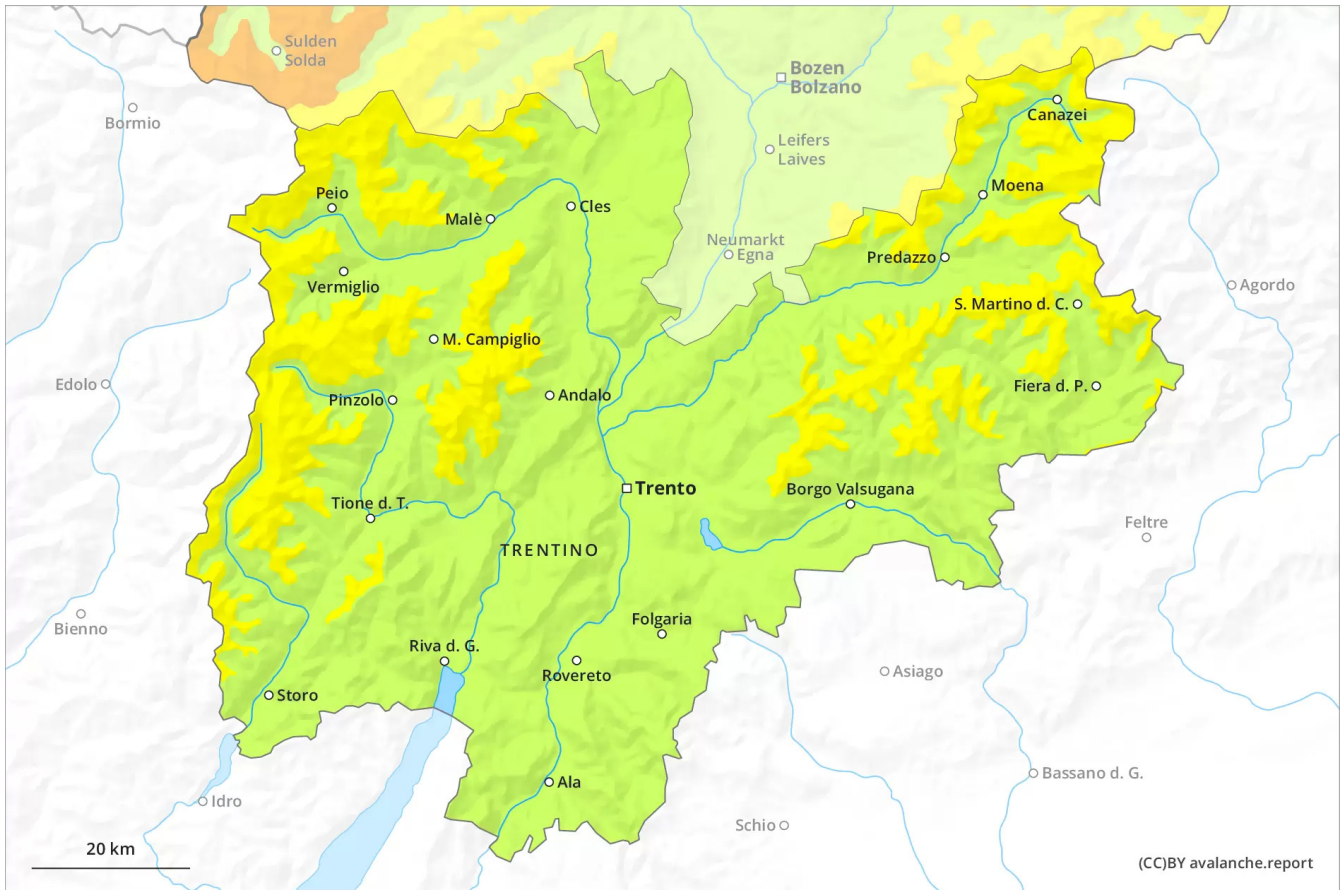 Sulden
Solda
Bozen
Bolzano
Bormio
Canazei
Leifers
Laives
Moena
Peio
Malè
Cles
Neumarkt
Egna
Predazzo
Vermiglio
Agordo
S. Martino d. C.
M. Campiglio
Edolo
Fiera d. P.
Pinzolo
Andalo
Trento
Borgo Valsugana
Tione d. T.
Feltre
TRENTINO
Bienno
Folgaria
Riva d. G.
Rovereto
Asiago
Storo
Bassano d. G.
Ala
Idro
Schio
20 km
(CC)BY avalanche.report